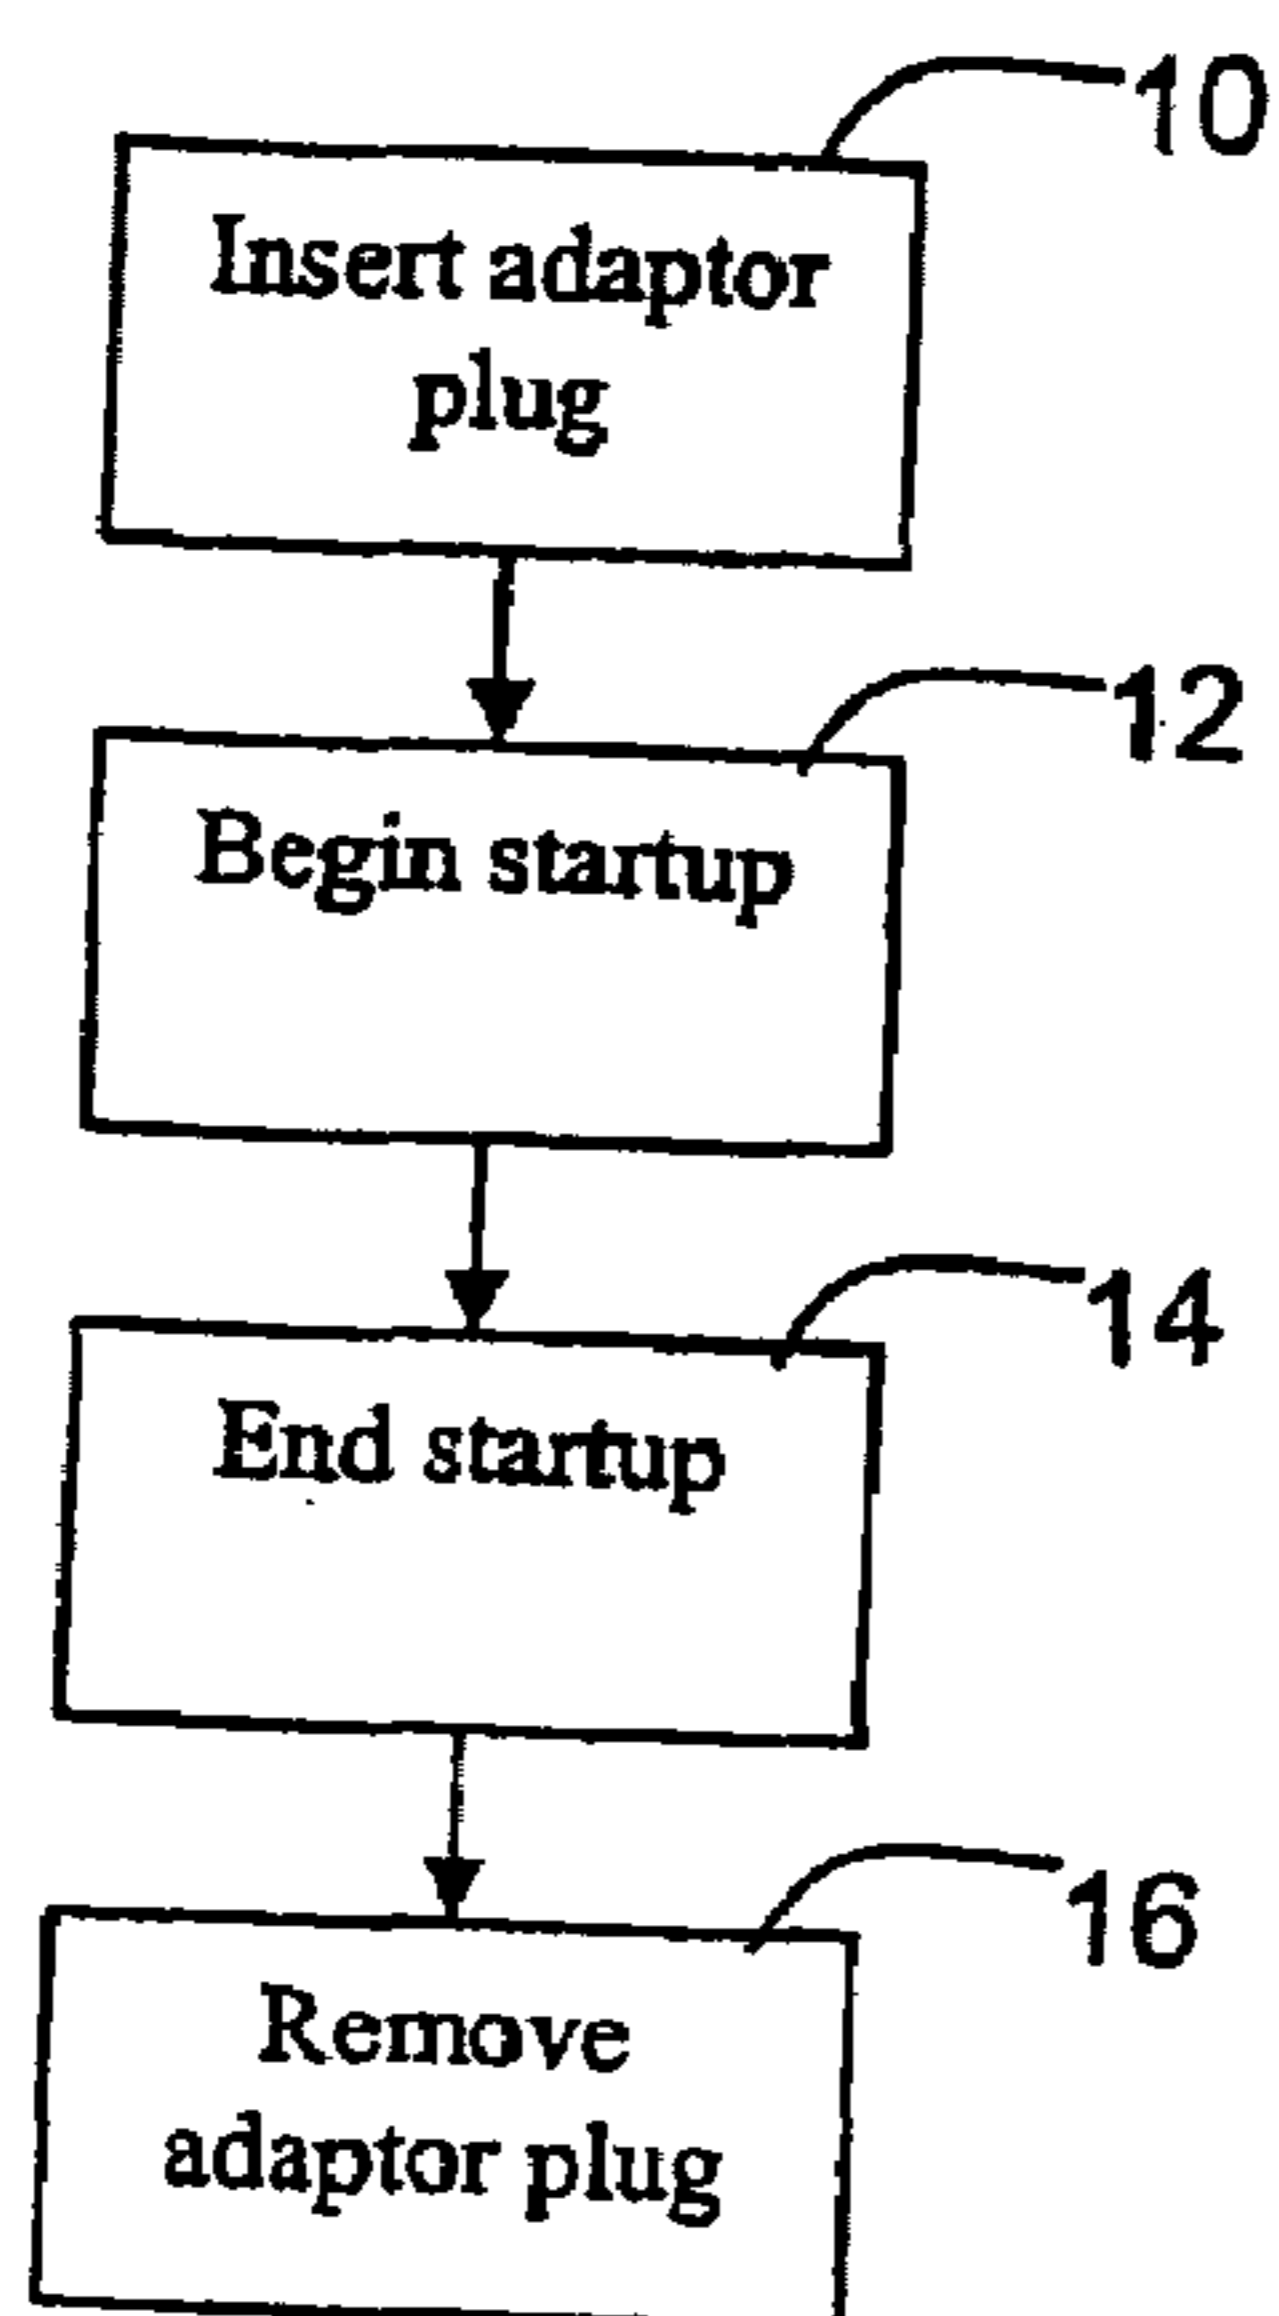 10
Insert adaptor
plug
12
Begin startup
14
End startup
16
Remove
adaptor plug